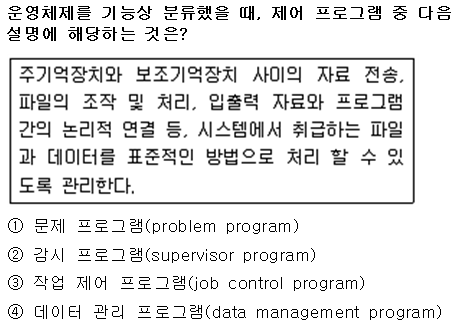 운영체제를 기능상 분류했을 때, 제어 프로그램 중 다음
설명에 해당하는 것은?
주기억장치와 보조기억장치 사이의 자료 전송,
파일의 조작 및 처리, 입출력 자료와 프로그램
간의 논리적 연결 등, 시스템에서 취급하는 파일
과 데이터를 표준적인 방법으로 처리 할 수 있
도록 관리한다.
① 문제 프로그램(problem program)
② 감시 프로그램(supervisor program)
③ 작업 제어 프로그램(job control program)
④ 데이터 관리 프로그램(data management program)